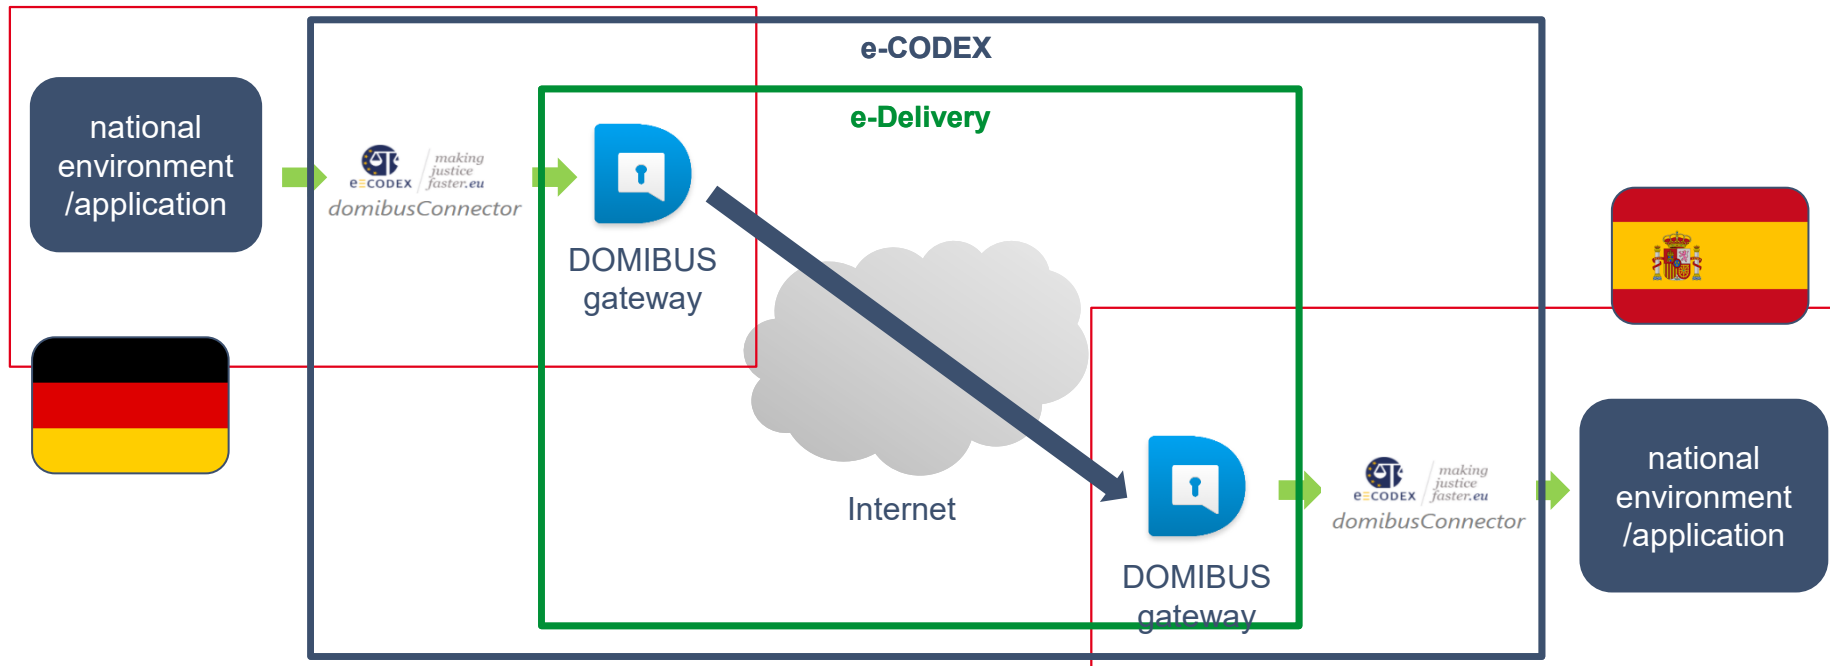 e-CODEX
e-Delivery
national
environment
/application
e-CODEX
making
justice
faster.eu
domibusConnector
DOMIBUS
gateway
Internet
DOMIBUS
gateway
e-CODEX
making
justice
faster.eu
domibusConnector
national
environment
/application